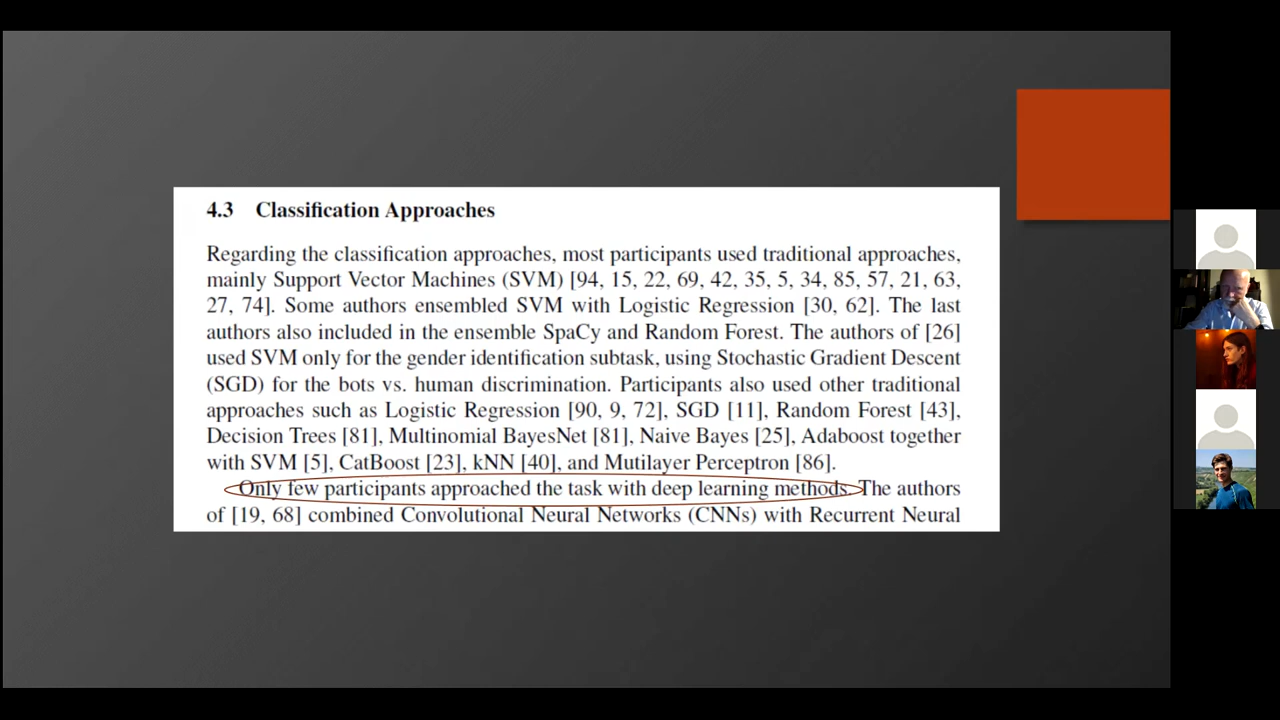 4.3 Classification Approaches
Regarding the classification approaches, most participants used traditional approaches,
mainly Support Vector Machines (SVM) [94, 15, 22, 69, 42, 35, 5, 34, 85, 57, 21, 63,
27, 74]. Some authors ensembled SVM with Logistic Regression [30, 62]. The last
authors also included in the ensemble SpaCy and Random Forest. The authors of [26]
used SVM only for the gender identification subtask, using Stochastic Gradient Descent
(SGD) for the bots vs. human discrimination. Participants also used other traditional
approaches such as Logistic Regression [90, 9, 72], SGD [11], Random Forest [43],
Decision Trees [81], Multinomial BayesNet [81], Naive Bayes [25], Adaboost together
with SVM [5], CatBoost [23], kNN [40], and Mutilayer Perceptron [86].
Only few participants approached the task with deep learning methods. The authors
of [19, 68] combined Convolutional Neural Networks (CNNs) with Recurrent Neural